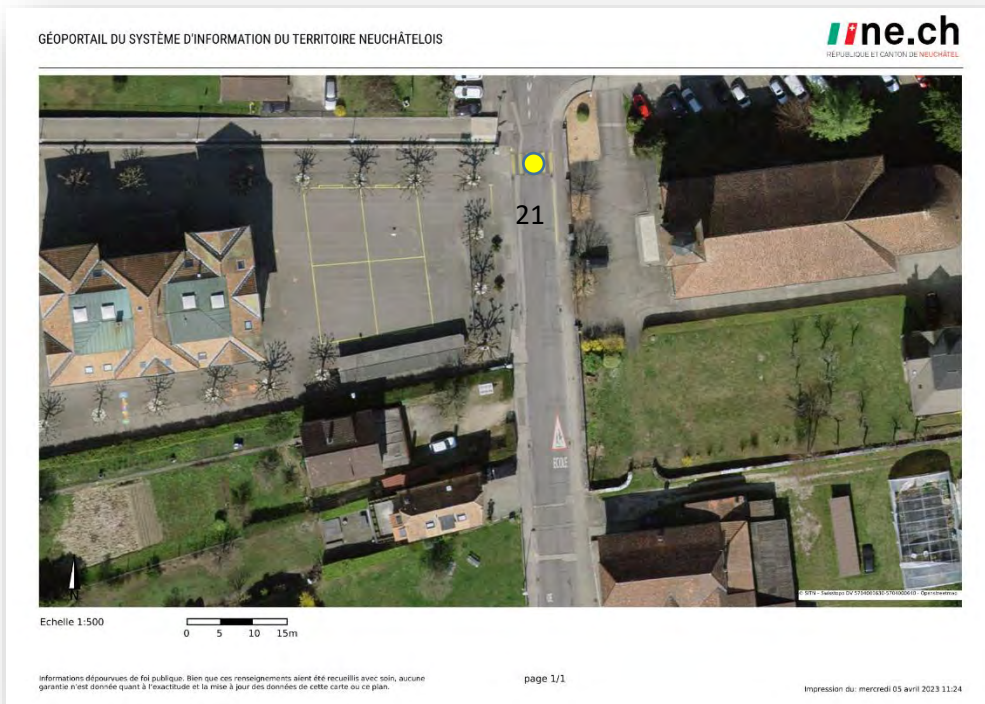 GÉOPORTAIL DU SYSTÈME D'INFORMATION DU TERRITOIRE NEUCHÂTELOIS
ne.ch
RÉPUBLIQUE ET CANTON DE NEUCHÂTEL
21
ECOLE
Echelle 1:500
0 5 10 15m
Informations dépourvues de foi publique. Bien que ces renseignements aient été recueillis avec soin, aucune
garantie n'est donnée quant à l'exactitude et la mise à jour des données de cette carte ou ce plan.
page 1/1
Impression du: mercredi 05 avril 2023 11:24